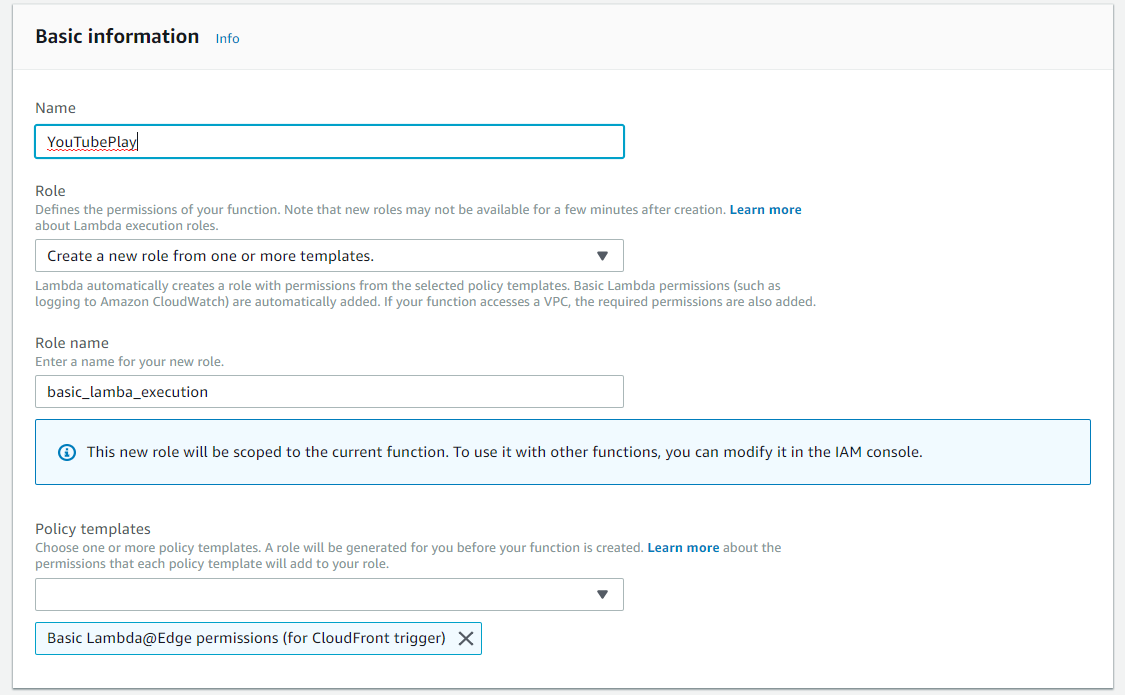 Basic information Info
Name
YouTubePlay
Role
Defines the permissions of your function. Note that new roles may not be available for a few minutes after creation. Learn more
about Lambda execution roles.
Create a new role from one or more templates.
Lambda automatically creates a role with permissions from the selected policy templates. Basic Lambda permissions (such as
logging to Amazon CloudWatch) are automatically added. If your function accesses a VPC, the required permissions are also added.
Role name
Enter a name for your new role.
basic_lamba_execution
This new role will be scoped to the current function. To use it with other functions, you can modify it in the IAM console.
Policy templates
Choose one or more policy templates. A role will be generated for you before your function is created. Learn more about the
permissions that each policy template will add to your role.
Basic Lambda@Edge permissions (for CloudFront trigger)